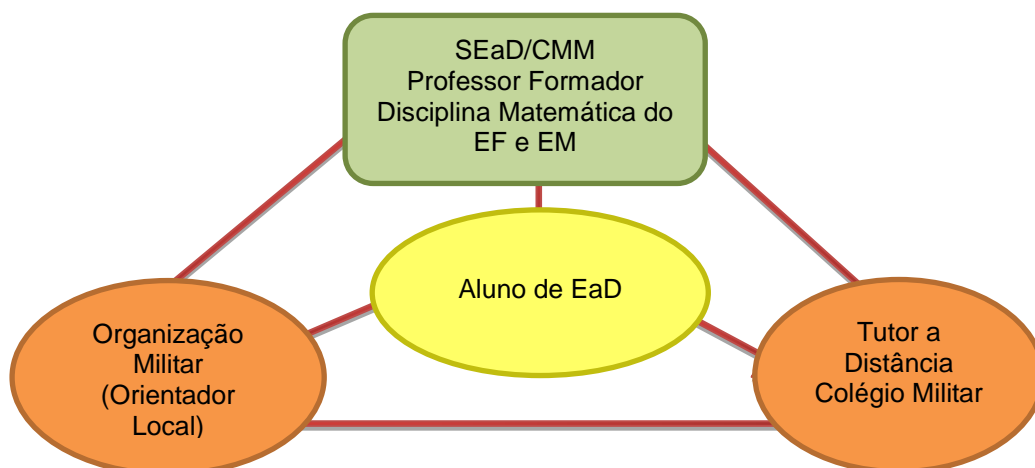 SEaD/CMM
Professor Formador
Disciplina Matemática do
EF e EM
Aluno de EaD
Organização
Militar
(Orientador
Local)
Tutor a
Distância
Colégio Militar